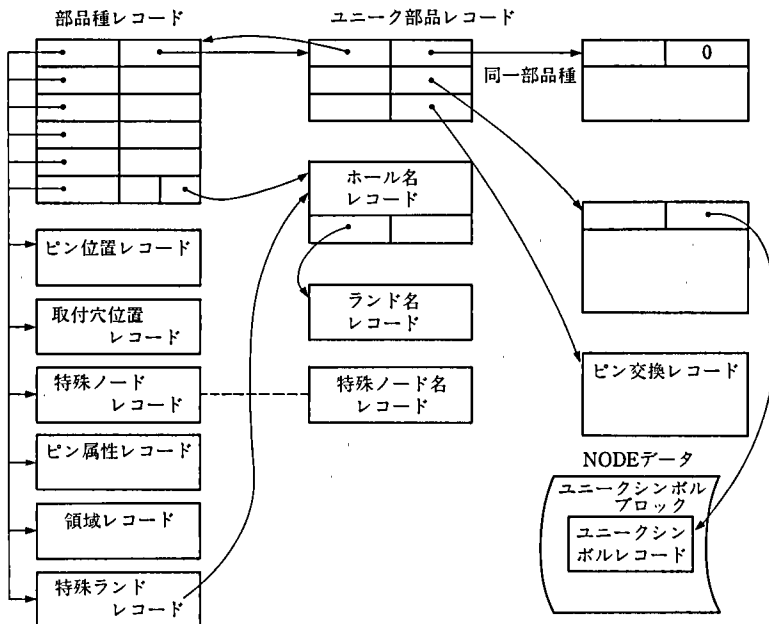 部品種レコード
ユニーク部品レコード
0
同一部品種
ホール名
レコード
ピン位置レコード
取付穴位置
レコード
ランド名
レコード
特殊ノード
レコード
特殊ノード名
レコード
ピン交換レコード
ピン属性レコード
領域レコード
特殊ランド
レコード
NODEデータ
ユニークシンボル
ブロック
ユニークシン
ボルレコード